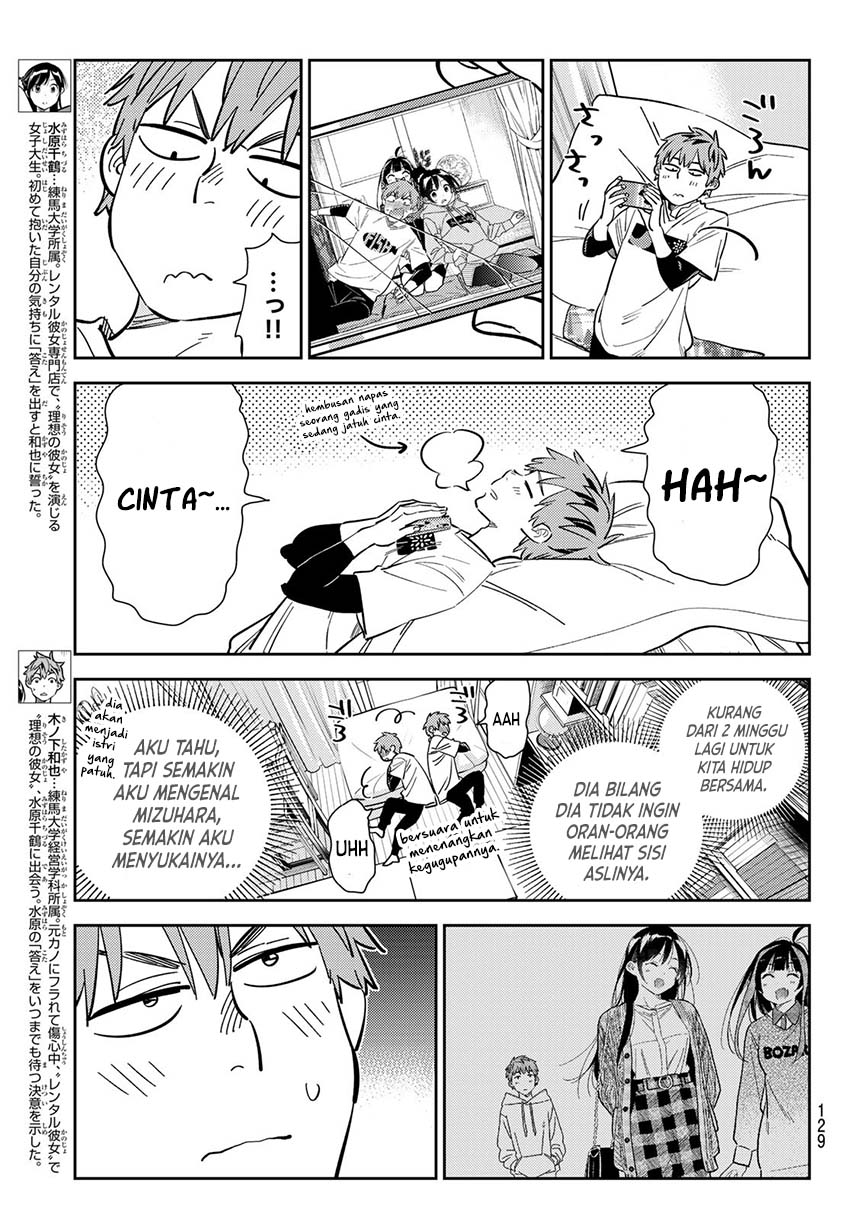 ごろ
ごろ
…っ!!
HAH~
hembusan napas
seorang gadis yang
sedang jatuh cinta.
CINTA~...
KURANG
DARI 2 MINGGU
LAGI UNTUK
KITA HIDUP
BERSAMA.
DIA BILANG
DIA TIDAK INGIN
ORAN-ORANG
MELIHAT SISI
ASLINYA.
AAH
UHH
bersuara untuk
menenangkan
kegugupannya.
AKU TAHU,
TAPI SEMAKIN
AKU MENGENAL
MIZUHARA,
SEMAKIN AKU
MENYUKAINYA...
dia
akan
menjadi
istri
yang
patuh.
水原千鶴…練馬大学所属。レンタル彼女専門店で、〝理想の彼女〟を演じる
女子大生。初めて抱いた自分の気持ちに「答え」を出すと和也に誓った。
木ノ下和也…練馬大学経営学科所属。元カノにフラれて傷心中、〝レンタル彼女〟で
〝理想の彼女〟、水原千鶴に出会う。水原の「答え」をいつまでも待つ決意を示した。
129